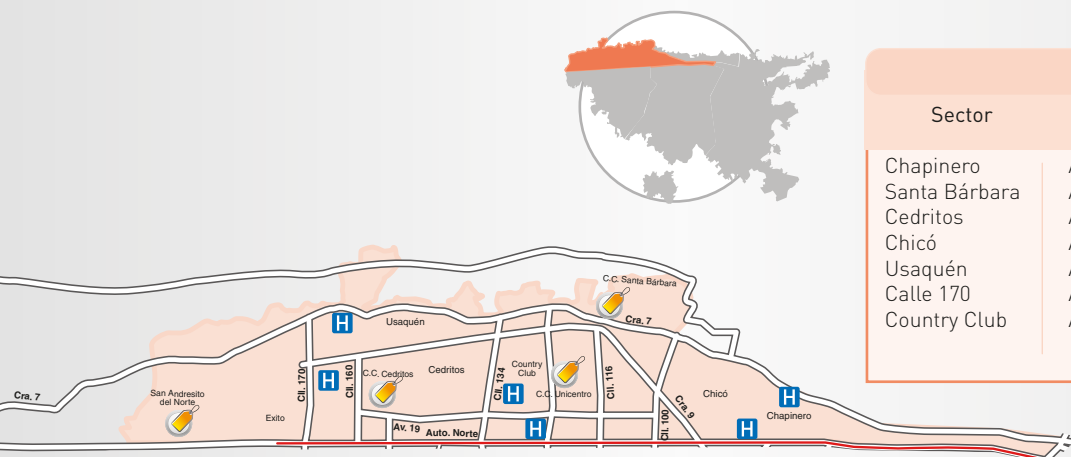 Sector
Chapinero
Santa Bárbara
Cedritos
Chicó
Usaquén
Calle 170
Country Club
A
A
A
A
A
A
A
C.C. Santa Bárbara
Cra. 7
Usaquén
H
Cll. 170
H
Cll. 160
C.C. Cedritos
Cedritos
Cll. 134
Country
Club
H
C.C. Unicentro
Cll. 116
Chicó
H
Chapinero
Cra. 9
Cll. 100
H
H
Av. 19
Auto. Norte
Cra. 7
San Andresito
del Norte
Exito